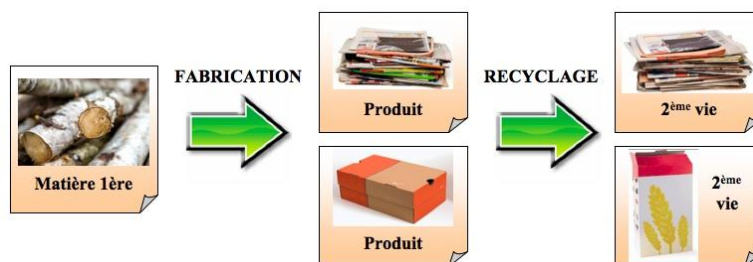 FABRICATION
RECYCLAGE
Produit
2ème vie
Matière 1ère
Produit
2ème
vie